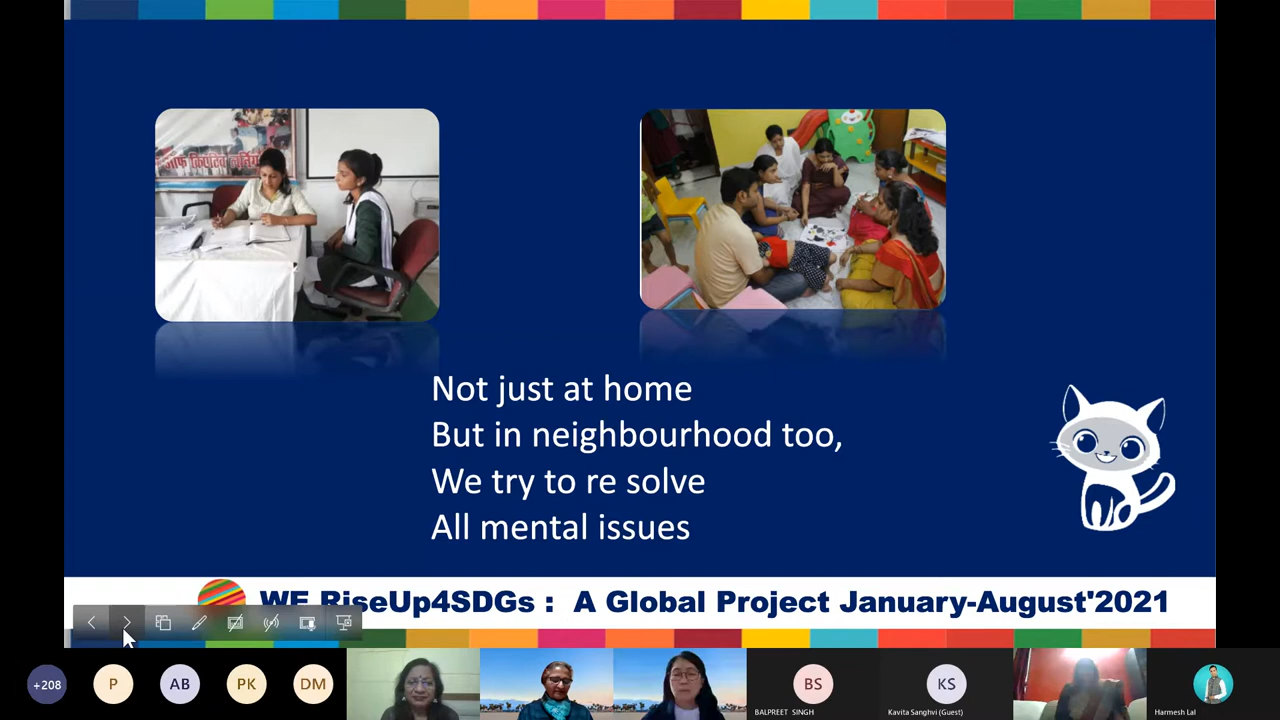 Not just at home
But in neighbourhood too,
We try to re solve
All mental issues
WE RiseUp4SDGs : A Global Project January-August'2021
+208
P
AB
PK
DM
BS
BALPREET SINGH
KS
Kavita Sanghvi (Guest)
Harmesh Lal